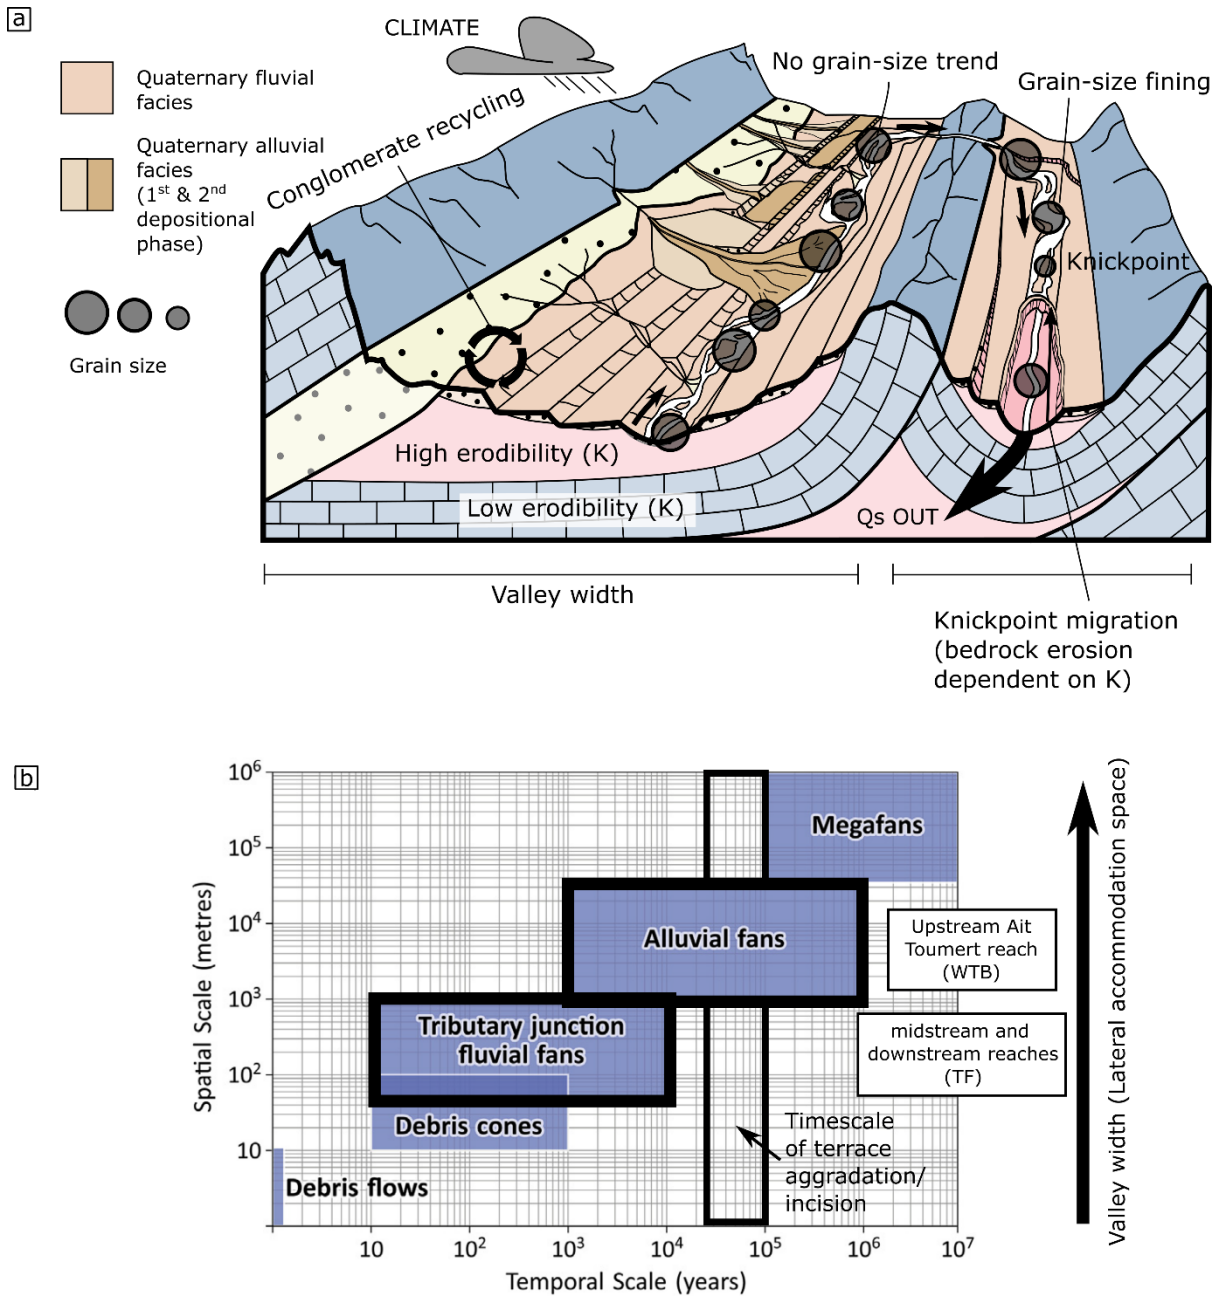 a
CLIMATE
No grain-size trend
Grain-size fining
Quaternary fluvial
facies
Quaternary alluvial
facies
(1st & 2nd
depositional
phase)
Conglomerate recycling
Grain size
Knickpoint
High erodibility (K)
Low erodibility (K)
Qs OUT
Valley width
Knickpoint migration
(bedrock erosion
dependent on K)
b
Spatial Scale (metres)
10⁶
10⁵
10⁴
10³
10²
10
Megafans
Alluvial fans
Tributary junction
fluvial fans
Debris cones
Debris flows
Timescale
of terrace
aggradation/
incision
Upstream Ait
Toumert reach
(WTB)
midstream and
downstream reaches
(TF)
Valley width (Lateral accommodation space)
10 10² 10³ 10⁴ 10⁵ 10⁶ 10⁷
Temporal Scale (years)